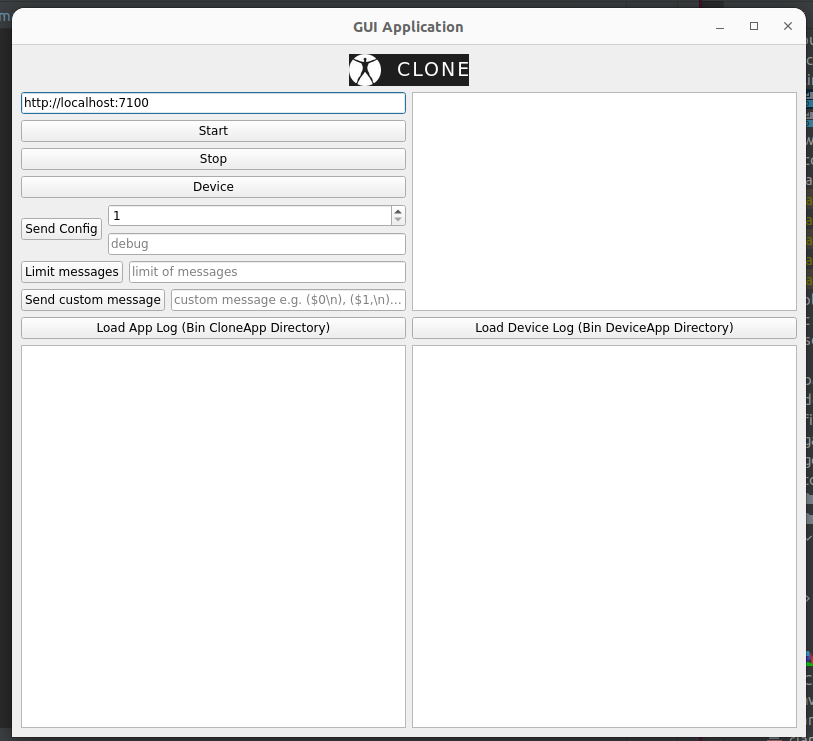 GUI Application
CLONE
http://localhost:7100
Start
Stop
Device
Send Config
1
debug
Limit messages
limit of messages
Send custom message
custom message e.g. ($0\n), ($1,\n)...
Load App Log (Bin CloneApp Directory)
Load Device Log (Bin DeviceApp Directory)